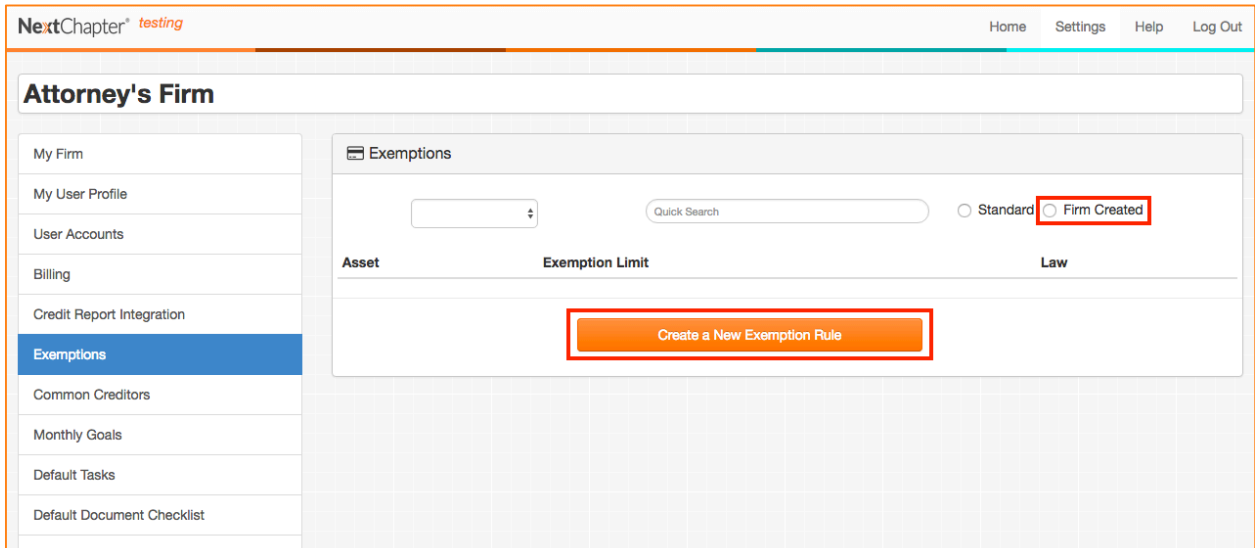 NextChapter® testing
Home Settings Help Log Out
Attorney's Firm
My Firm
My User Profile
User Accounts
Billing
Credit Report Integration
Exemptions
Common Creditors
Monthly Goals
Default Tasks
Default Document Checklist
Exemptions
Quick Search Standard Firm Created
Asset Exemption Limit Law
Create a New Exemption Rule